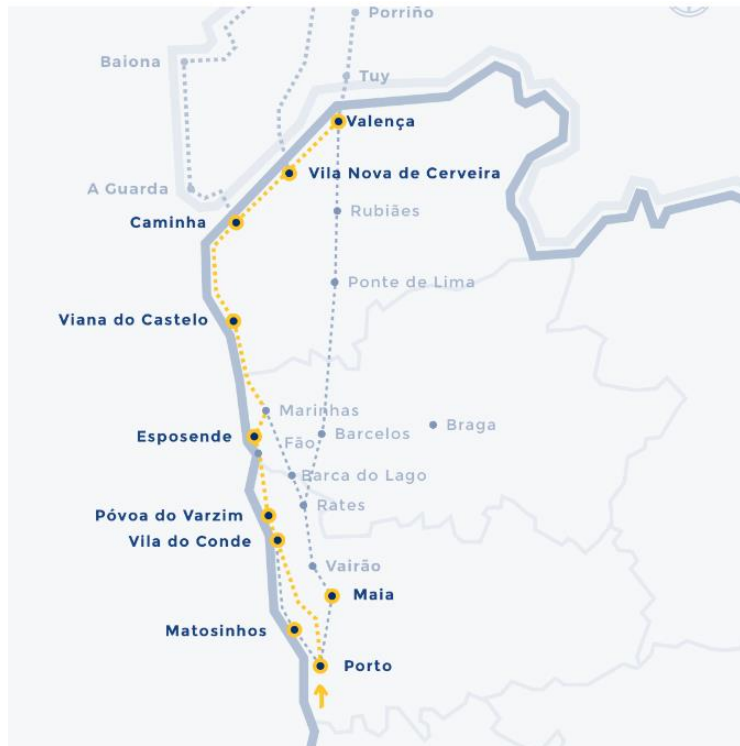 Porriño
Baiona
Tuy
Valença
Vila Nova de Cerveira
A Guarda
Rubiães
Caminha
Ponte de Lima
Viana do Castelo
Marinhas
Braga
Esposende
Barcelos
Fão
Barca do Lago
Rates
Póvoa do Varzim
Vila do Conde
Vairão
Maia
Matosinhos
Porto